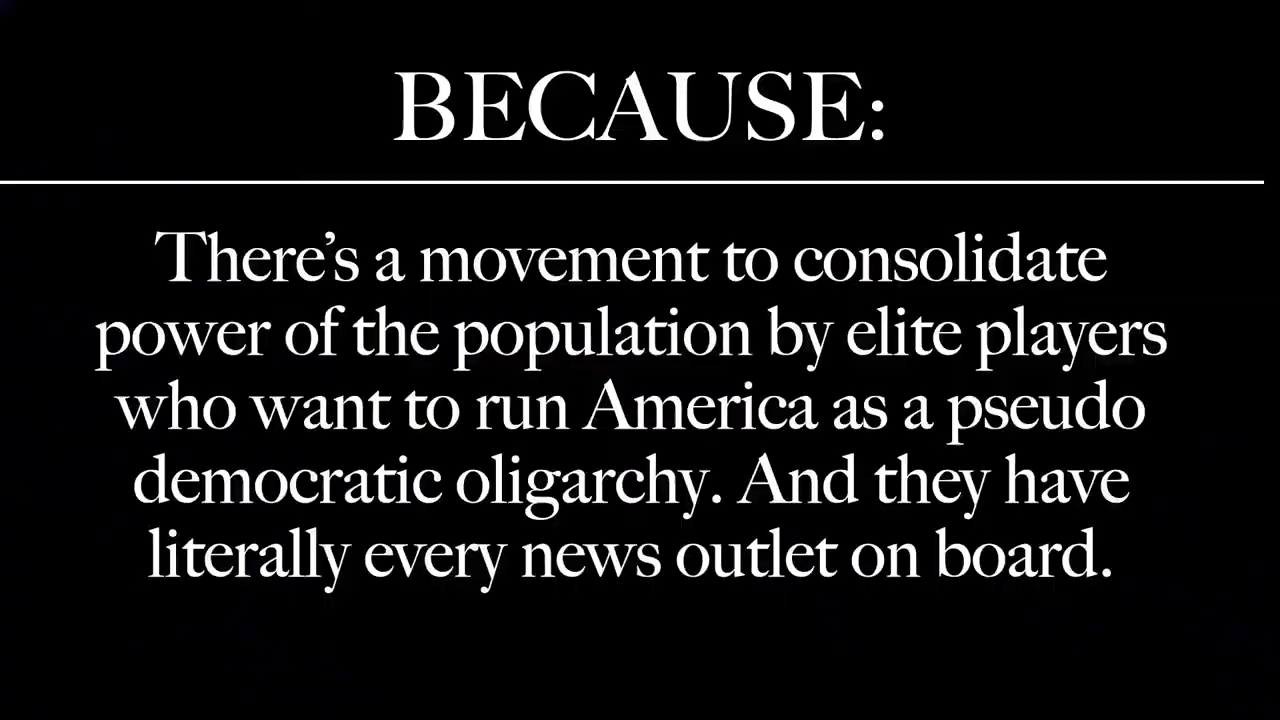 BECAUSE:
There’s a movement to consolidate
power of the population by elite players
who want to run America as a pseudo
democratic oligarchy. And they have
literally every news outlet on board.